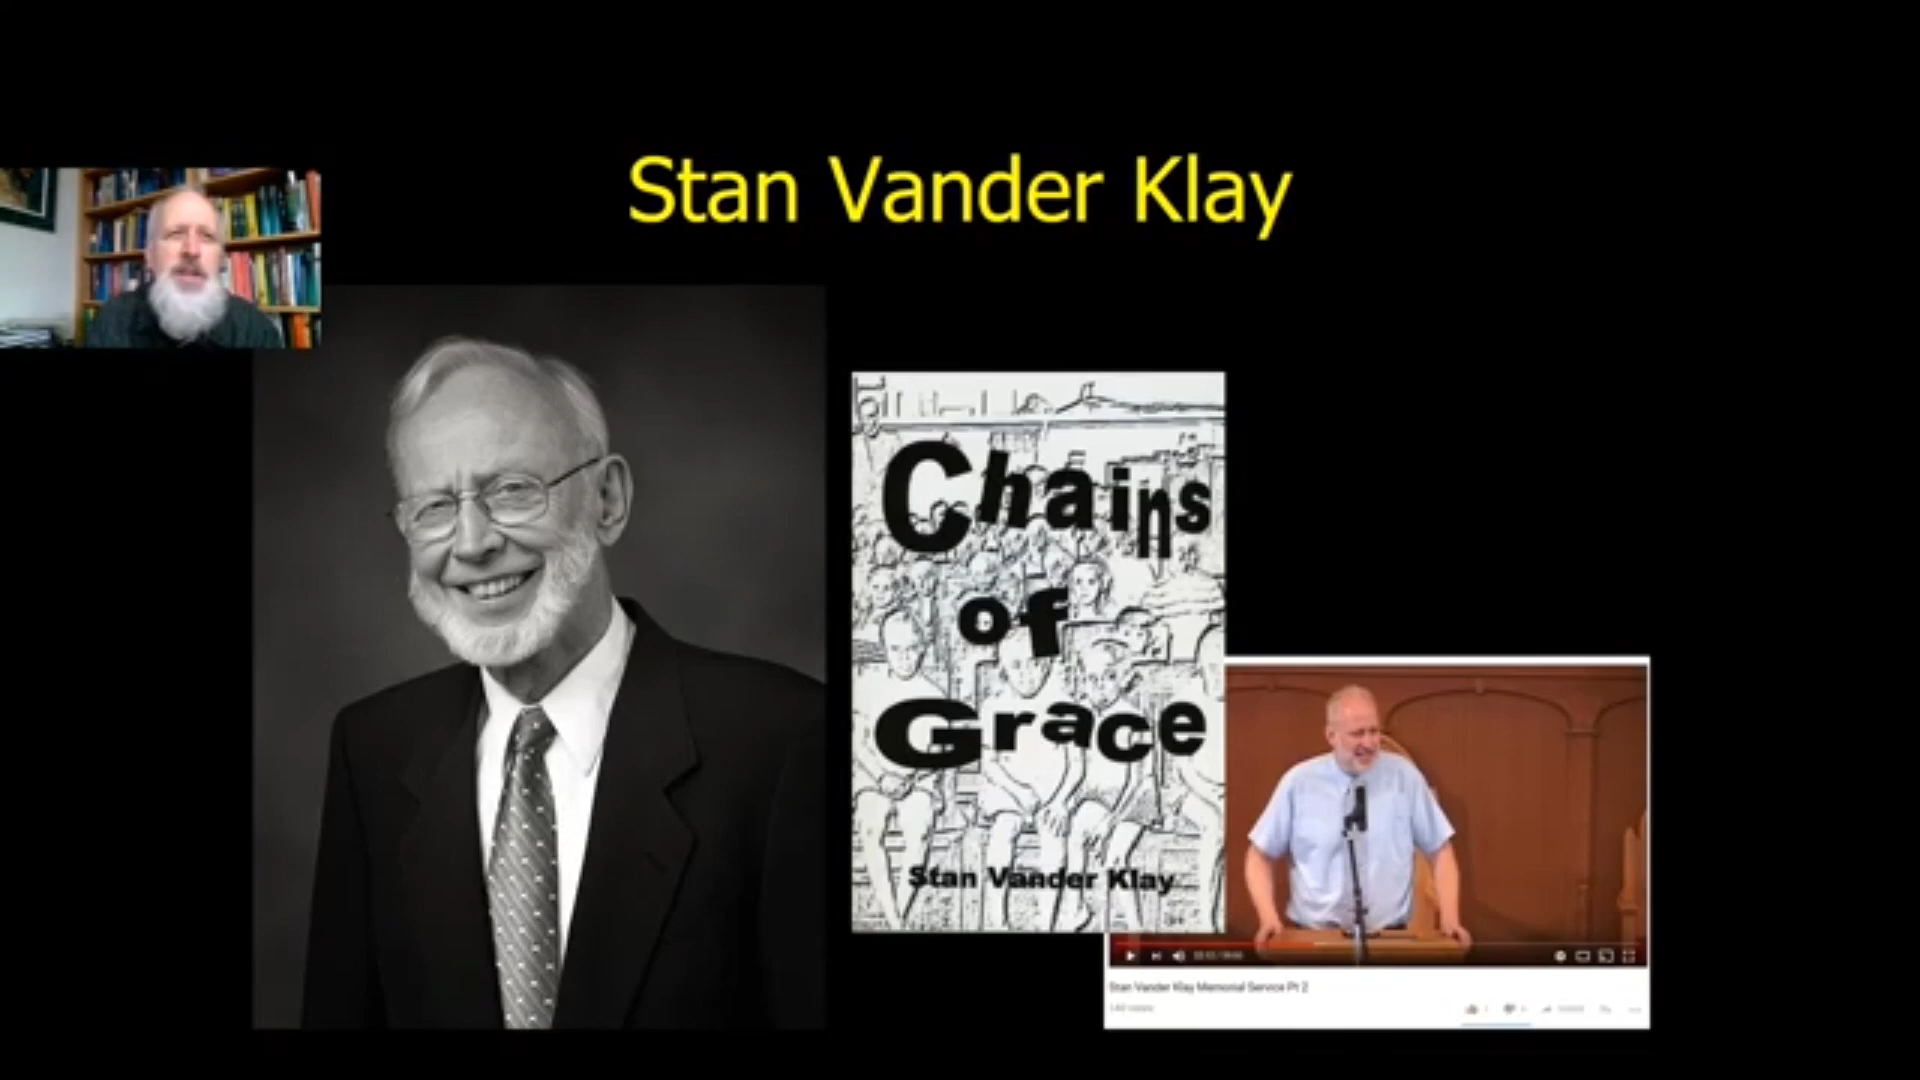 Stan Vander Klay
Chains
of
Grace
Stan Vander Klay
Stan Vander Klay Memorial Service Pt 2